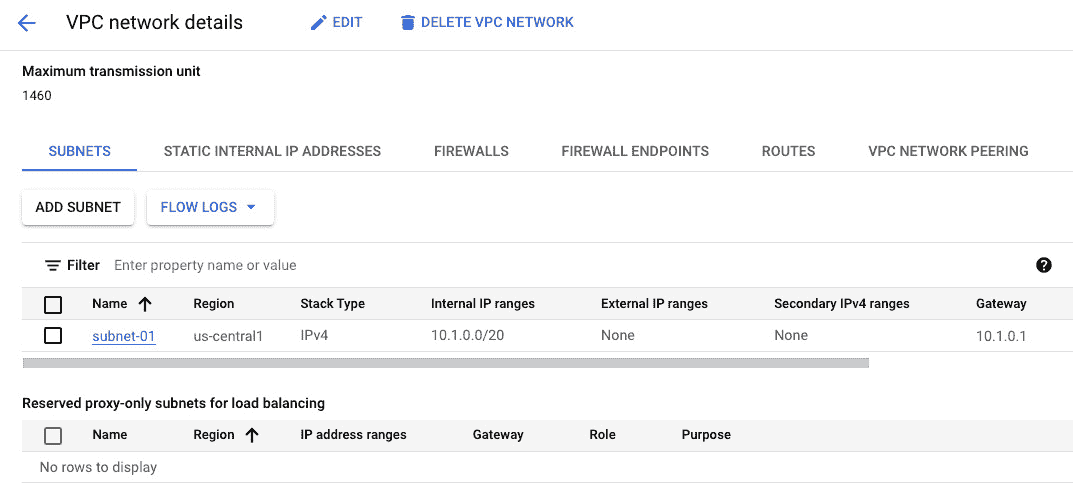 VPC network details EDIT DELETE VPC NETWORK
Maximum transmission unit
1460
SUBNETS STATIC INTERNAL IP ADDRESSES FIREWALLS FIREWALL ENDPOINTS ROUTES VPC NETWORK PEERING
ADD SUBNET FLOW LOGS
Filter Enter property name or value
Name Region Stack Type Internal IP ranges External IP ranges Secondary IPv4 ranges Gateway
subnet-01 us-central1 IPv4 10.1.0.0/20 None None 10.1.0.1
Reserved proxy-only subnets for load balancing
Name Region IP address ranges Gateway Role Purpose
No rows to display